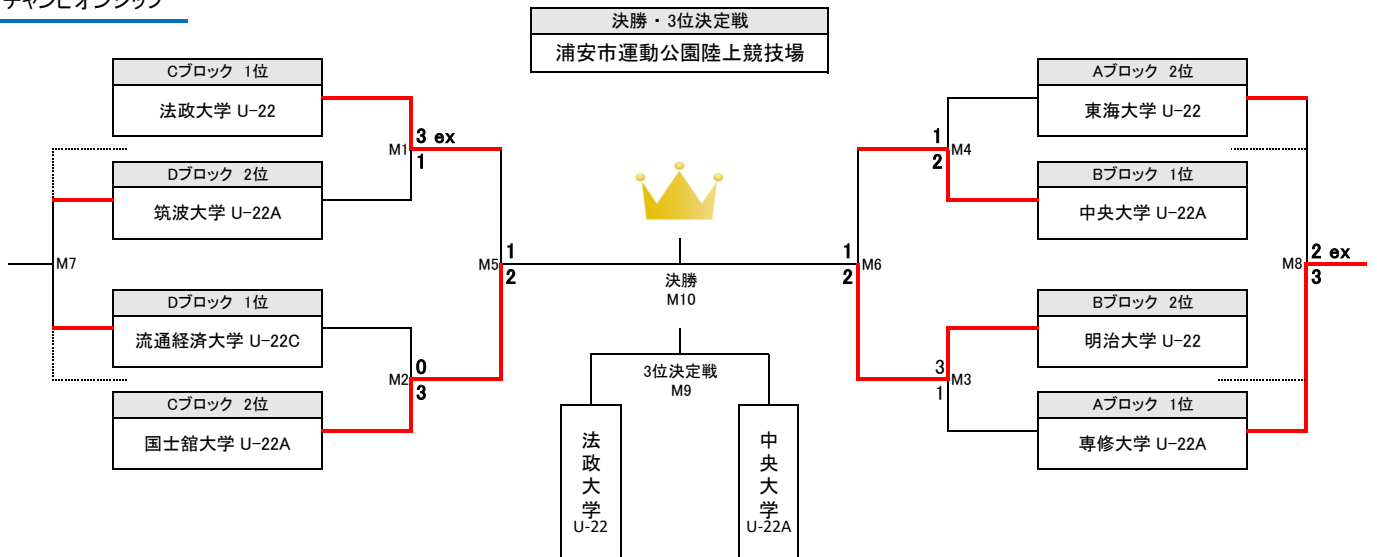 チャンピオンシップ
決勝・3位決定戦
浦安市運動公園陸上競技場
Cブロック 1位
法政大学 U-22
M1
3 ex
1
Dブロック 2位
筑波大学 U-22A
M7
Dブロック 1位
流通経済大学 U-22C
M2
0
3
Cブロック 2位
国士舘大学 U-22A
M5
1
2
決勝
M10
3位決定戦
M9
法政大学
U-22
中央大学
U-22A
1
2
M6
1
2
M4
Aブロック 2位
東海大学 U-22
Bブロック 1位
中央大学 U-22A
3
1
M3
Bブロック 2位
明治大学 U-22
Aブロック 1位
専修大学 U-22A
M8
2 ex
3